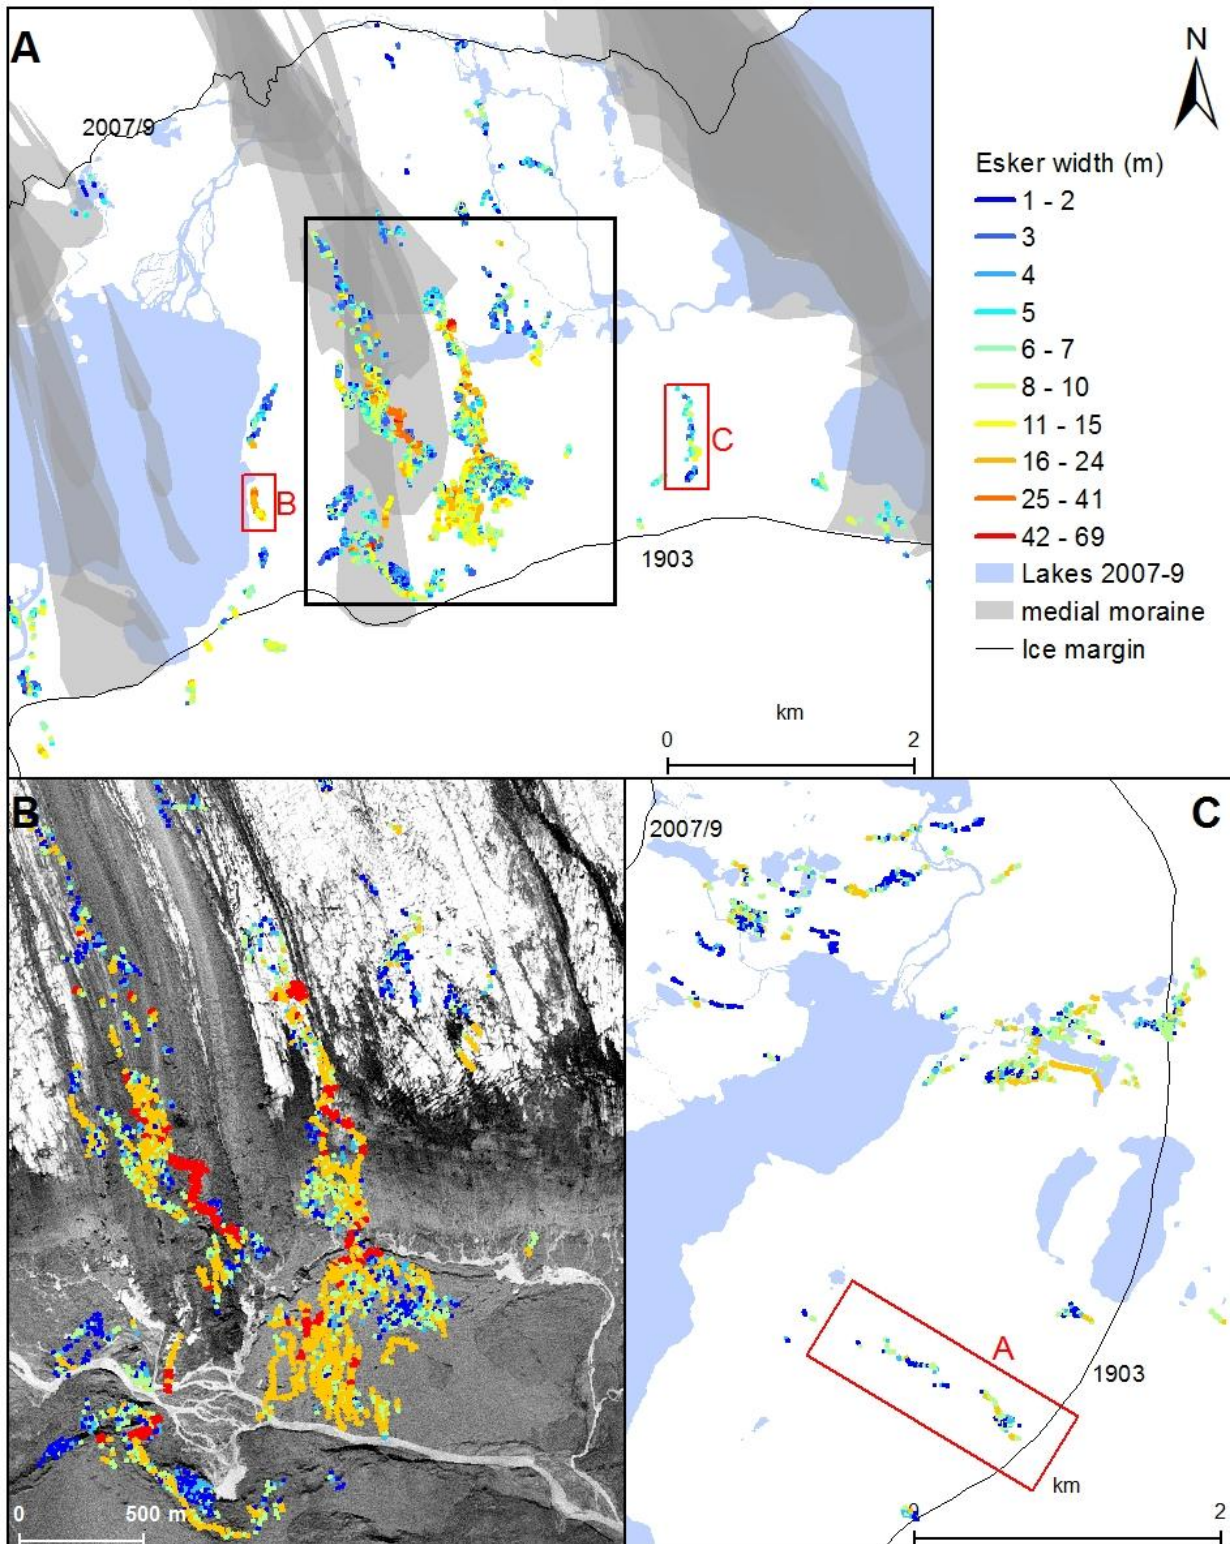 A
N
2007/9
Esker width (m)
1 - 2
3
4
5
6 - 7
8 - 10
11 - 15
16 - 24
25 - 41
42 - 69
Lakes 2007-9
medial moraine
Ice margin
C
B
1903
km
0 2
B
C
2007/9
A
1903
km
0 500 m
0 2